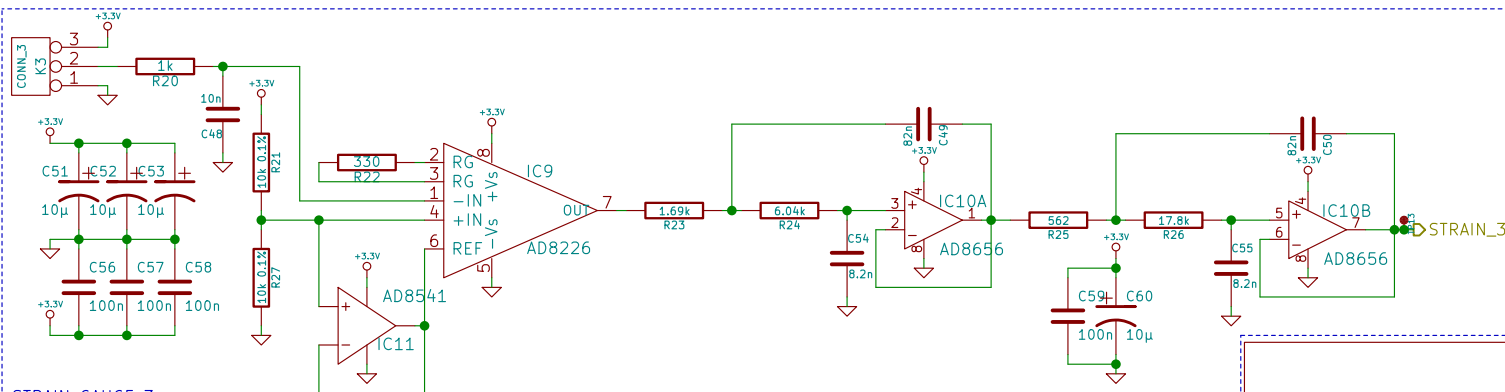 CONN_3
K3
3
2
1
+3.3V
1k
R20
10n
C48
+3.3V
10k 0.1%
R21
10k 0.1%
R27
+3.3V
C51
C52
C53
10µ
10µ
10µ
C56
C57
C58
100n
100n
100n
+3.3V
330
R22
+3.3V
2
3
1
4
6
8
5
7
RG
RG
-IN
+IN
REF
+Vs
-Vs
OUT
IC9
AD8226
+3.3V
AD8541
IC11
1.69k
R23
6.04k
R24
C54
8.2n
82n
C49
+3.3V
3
2
4
8
1
IC10A
AD8656
562
R25
17.8k
R26
+3.3V
C59
C60
100n
10µ
C55
8.2n
82n
C50
+3.3V
5
6
4
8
7
IC10B
AD8656
STRAIN_3
STRAIN GAUGE 3